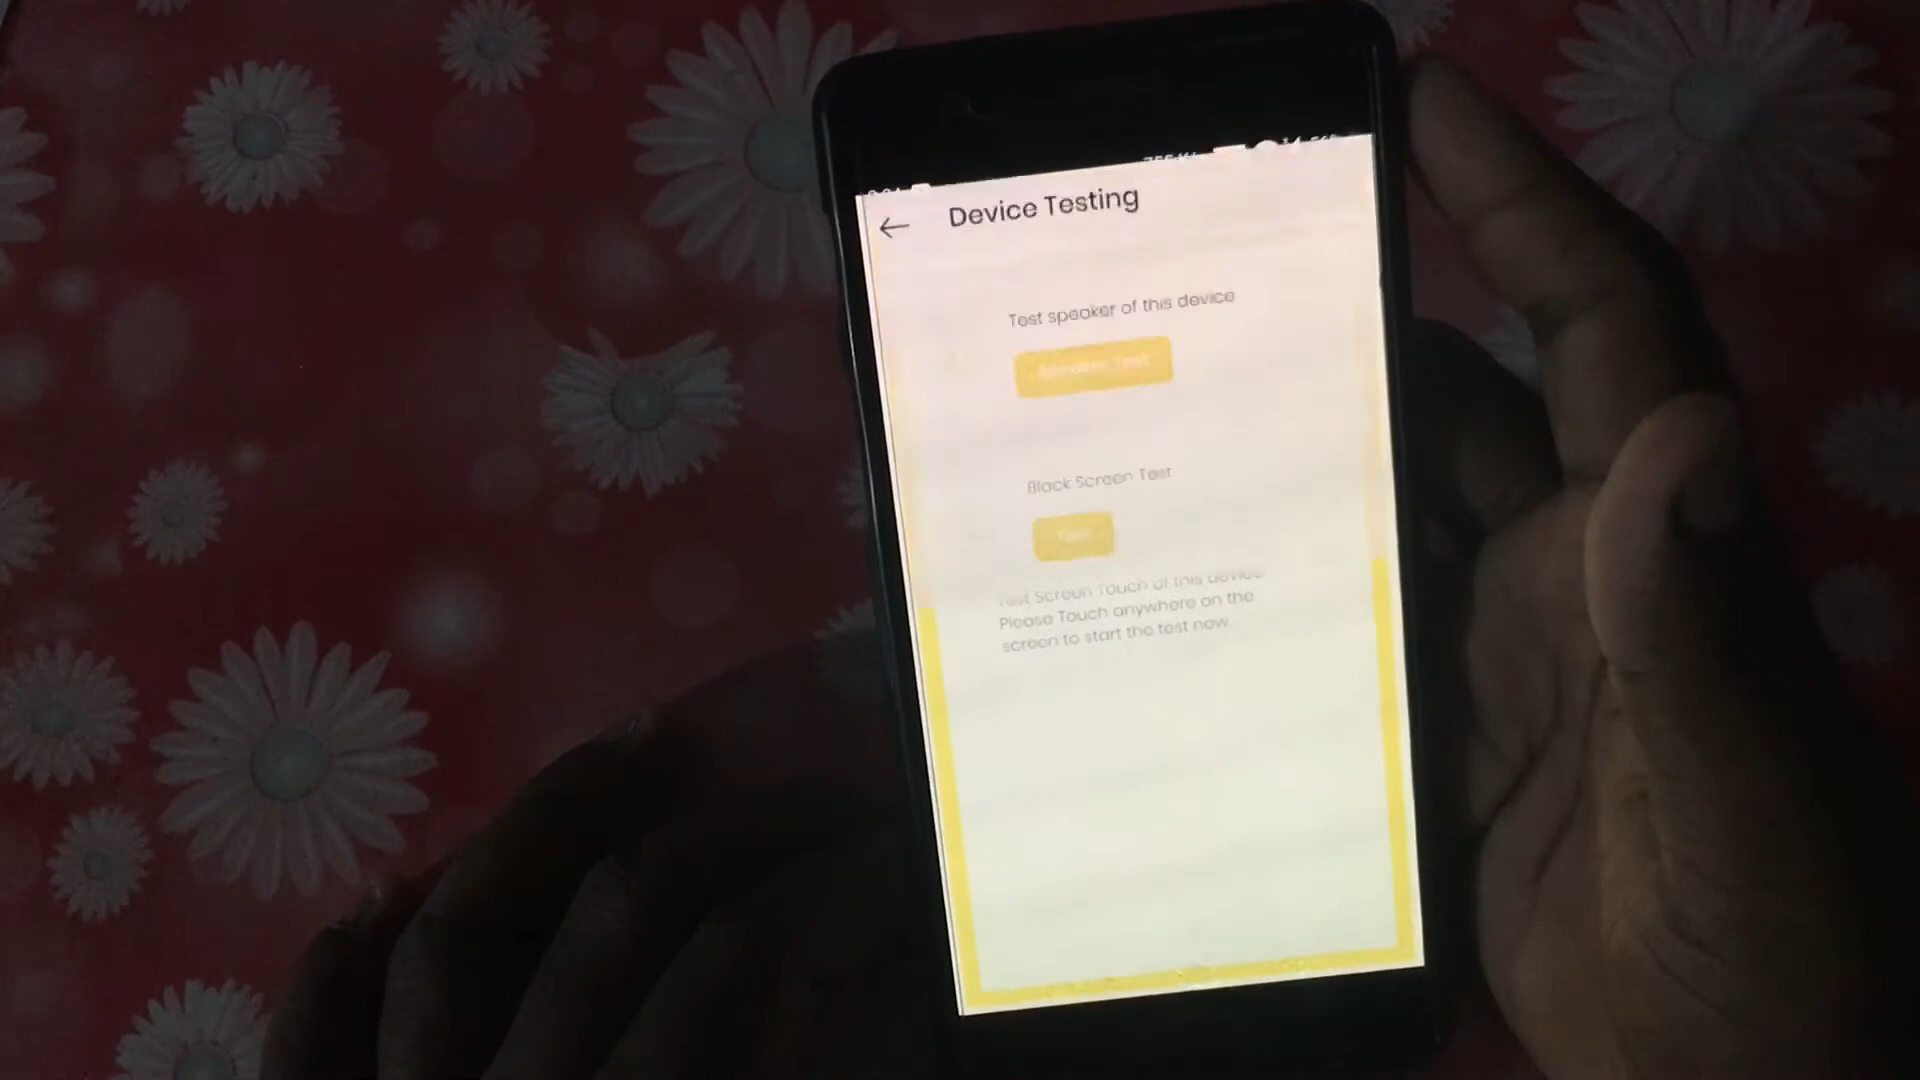 Device Testing
Test speaker of this device
Speaker Test
Black Screen Test
Test
Test Screen Touch of this device
Please Touch anywhere on the
screen to start the test now